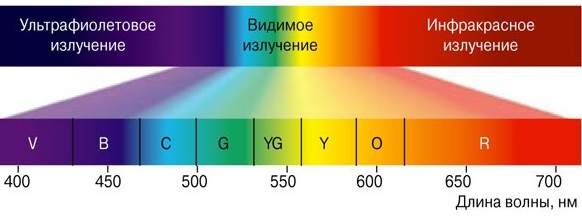 Ультрафиолетовое
излучение
Видимое
излучение
Инфракрасное
излучение
V B C G YG Y O R
400 450 500 550 600 650 700
Длина волны, нм